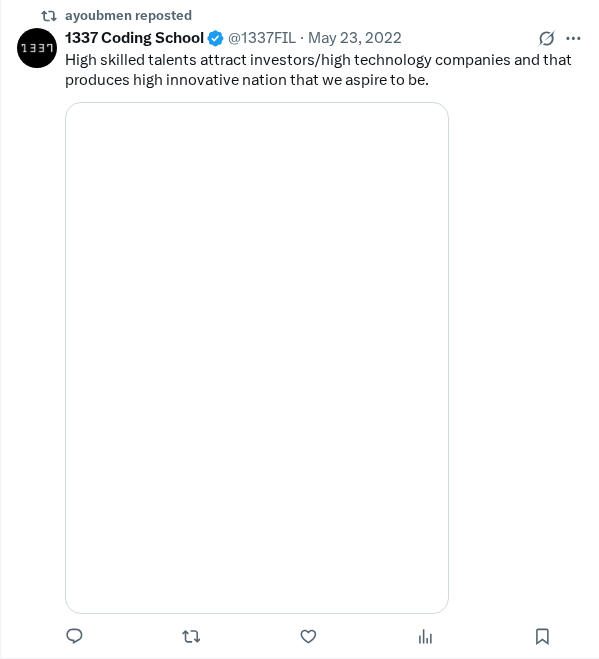 ayoubmen reposted
1337
1337 Coding School @1337FIL · May 23, 2022
High skilled talents attract investors/high technology companies and that
produces high innovative nation that we aspire to be.